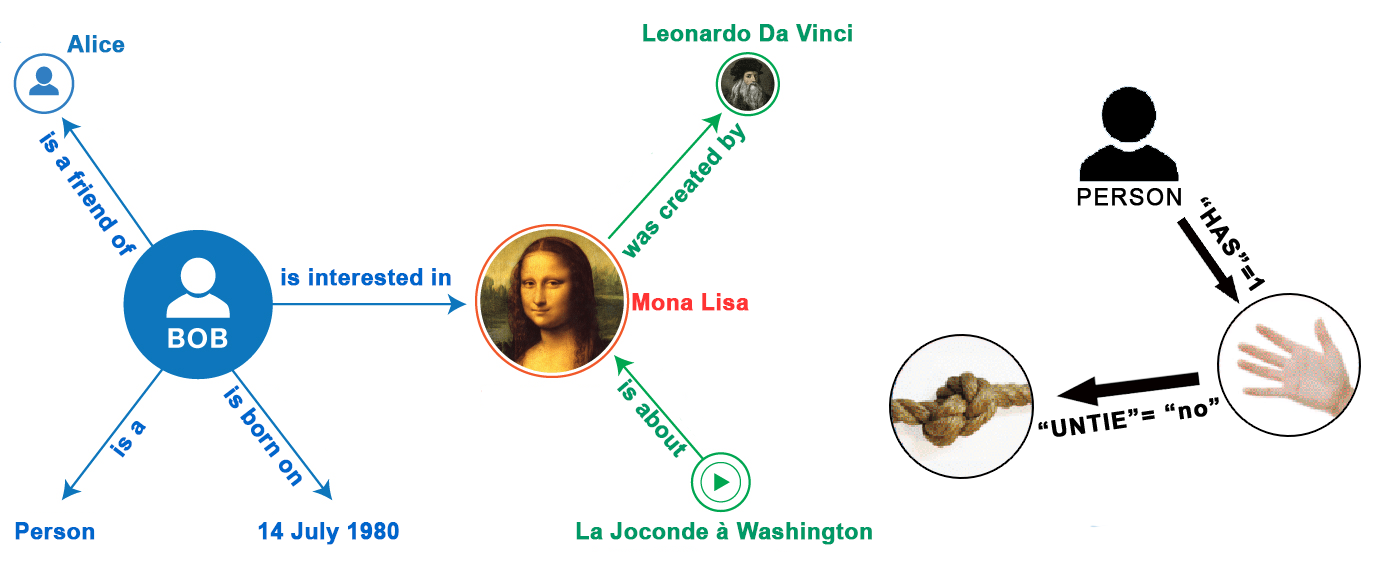 Alice
is a friend of
BOB
is interested in
is a
is born on
Person
14 July 1980
Leonardo Da Vinci
was created by
Mona Lisa
is about
La Joconde à Washington
PERSON
“HAS”=1
“UNTIE”= “no”